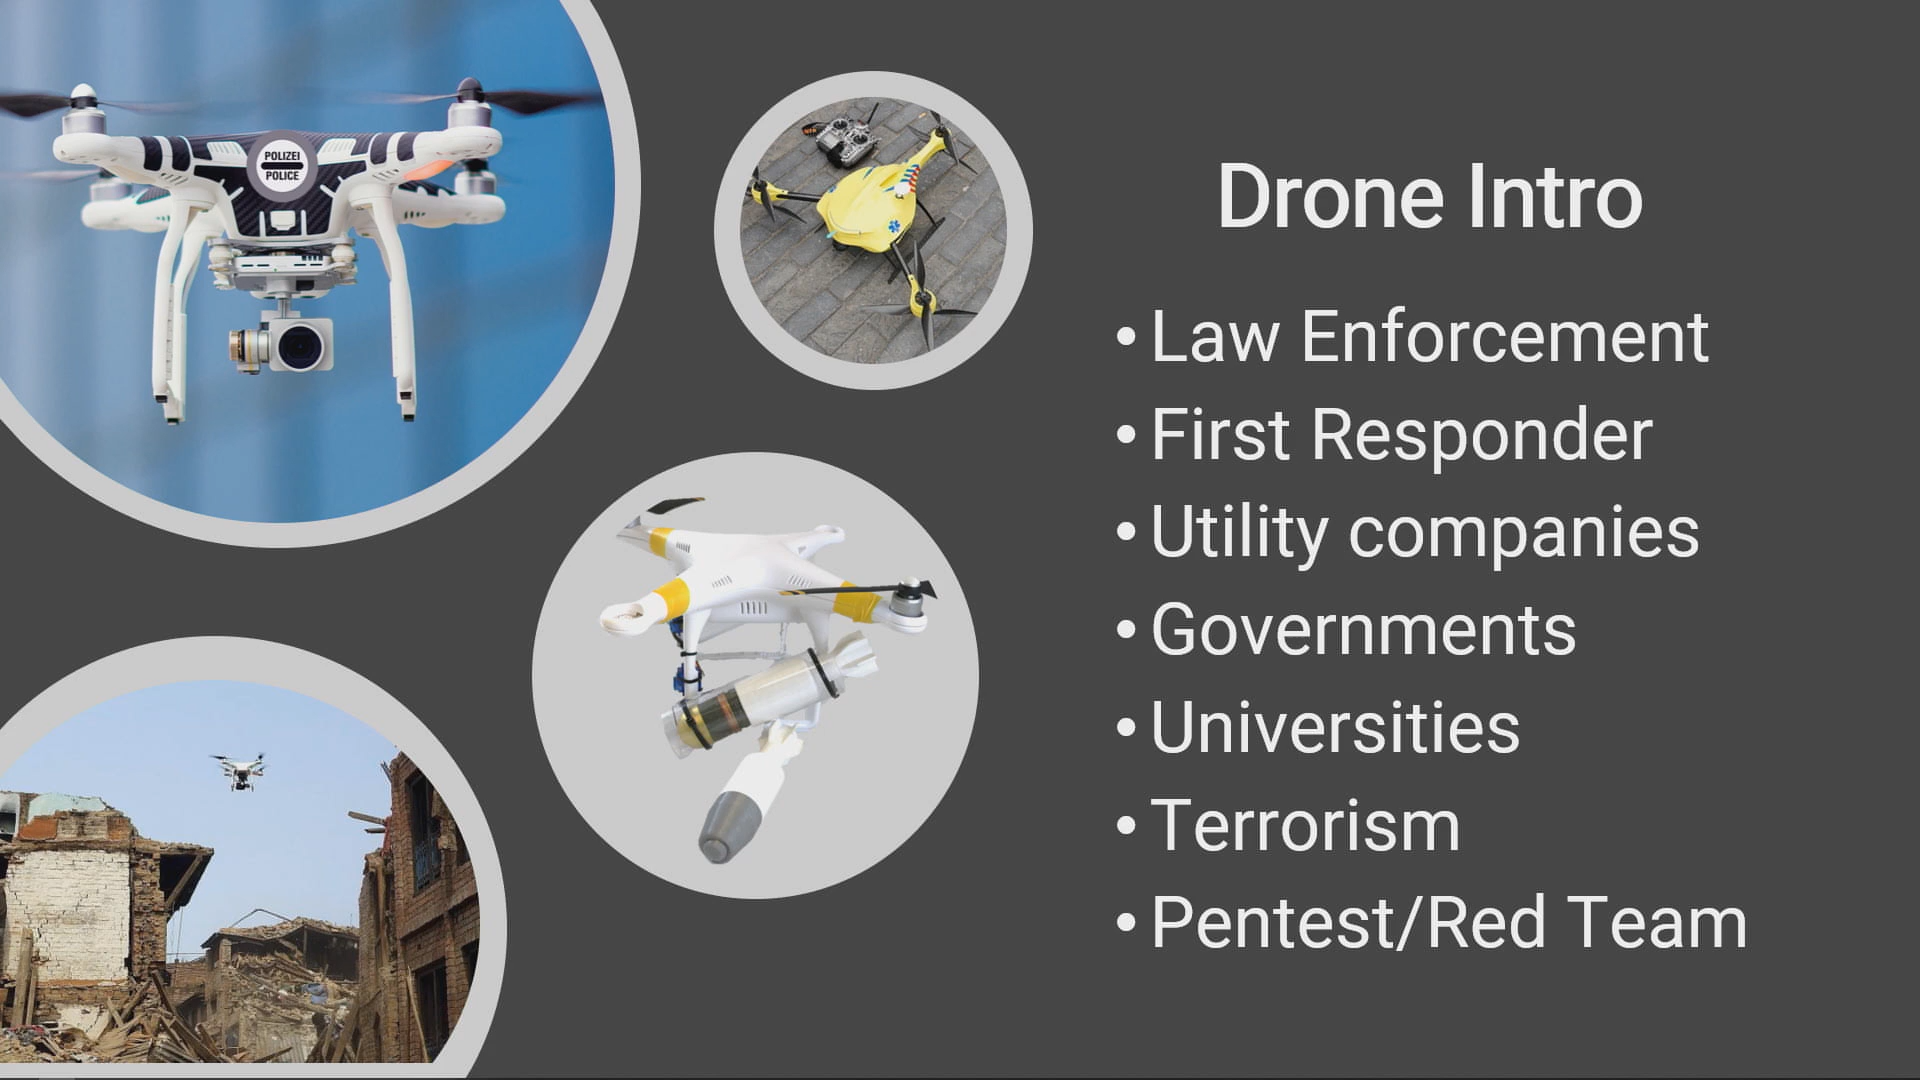 POLIZEI
POLICE
Drone Intro
• Law Enforcement
• First Responder
• Utility companies
• Governments
• Universities
• Terrorism
• Pentest/Red Team